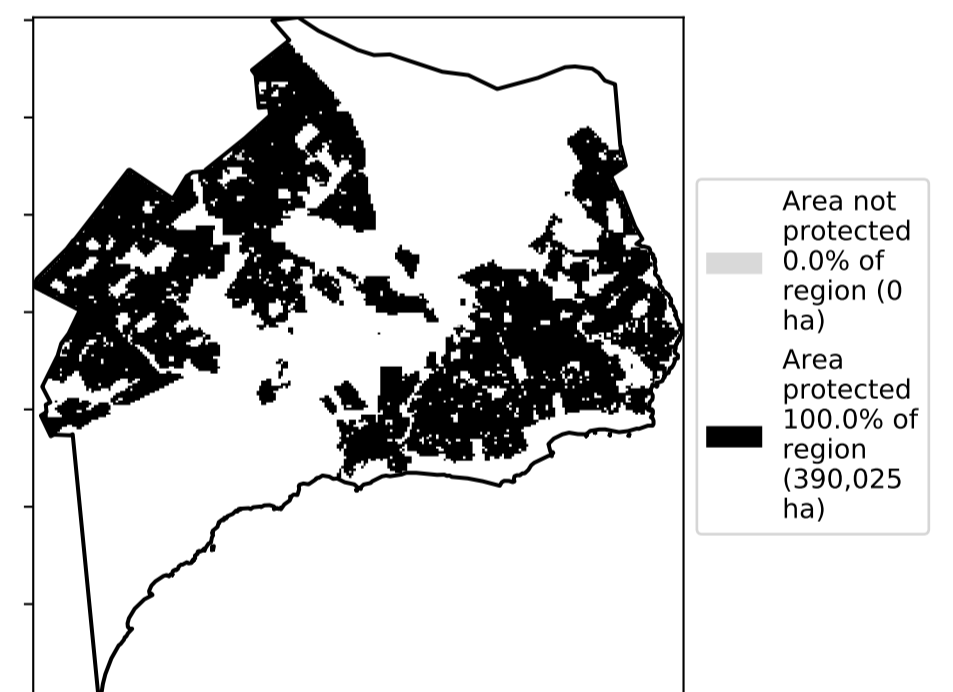 Area not
protected
0.0% of
region (0
ha)
Area
protected
100.0% of
region
(390,025
ha)